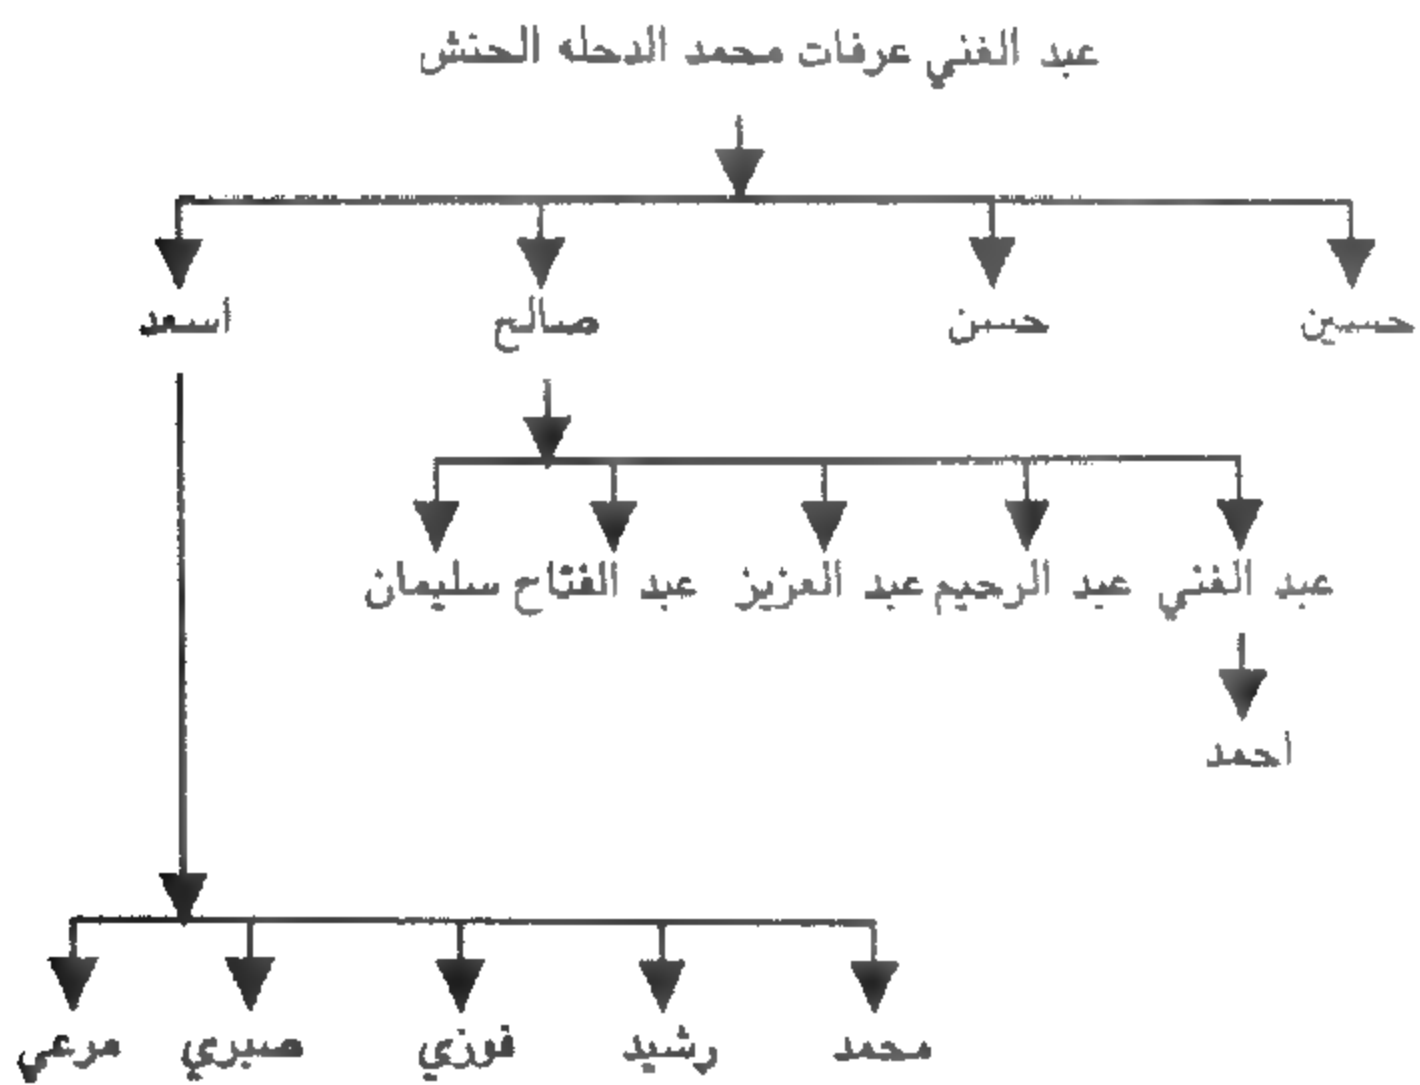 عبد الغني عرفات محمد الدحله الحنش
حسين حسن صالح أسعد
عبد الغني عبد الرحيم عبد العزيز عبد الفتاح سليمان
أحمد
محمد رشيد فوزي صبري مرعي